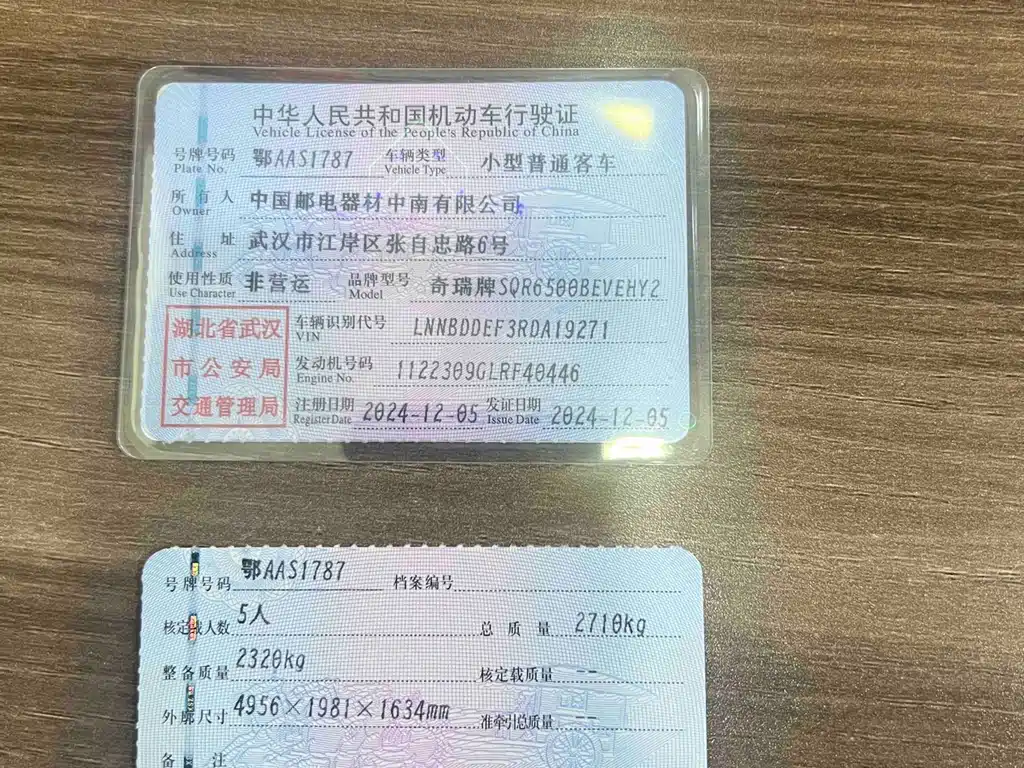 中华人民共和国机动车行驶证
Vehicle License of the People's Republic of China
号牌号码 鄂AAS1787 车辆类型 小型普通客车
Plate No. Vehicle Type
所有人 中国邮电器材中南有限公司
Owner
住址 武汉市江岸区张自忠路6号
Address
使用性质 非营运 品牌型号 奇瑞牌SQR6500BEVEHY2
Use Character Model
湖北省武汉
市公安局
交通管理局
车辆识别代号 LNNBDDEF3RDA19271
VIN
发动机号码 1122309GLRF40446
Engine No.
注册日期 2024-12-05 发证日期 2024-12-05
Register Date Issue Date
号牌号码 鄂AAS1787 档案编号
核定载人数 5人 总质量 2710kg
整备质量 2320kg 核定载质量 --
外廓尺寸 4956×1981×1634mm 准牵引总质量 --
备注